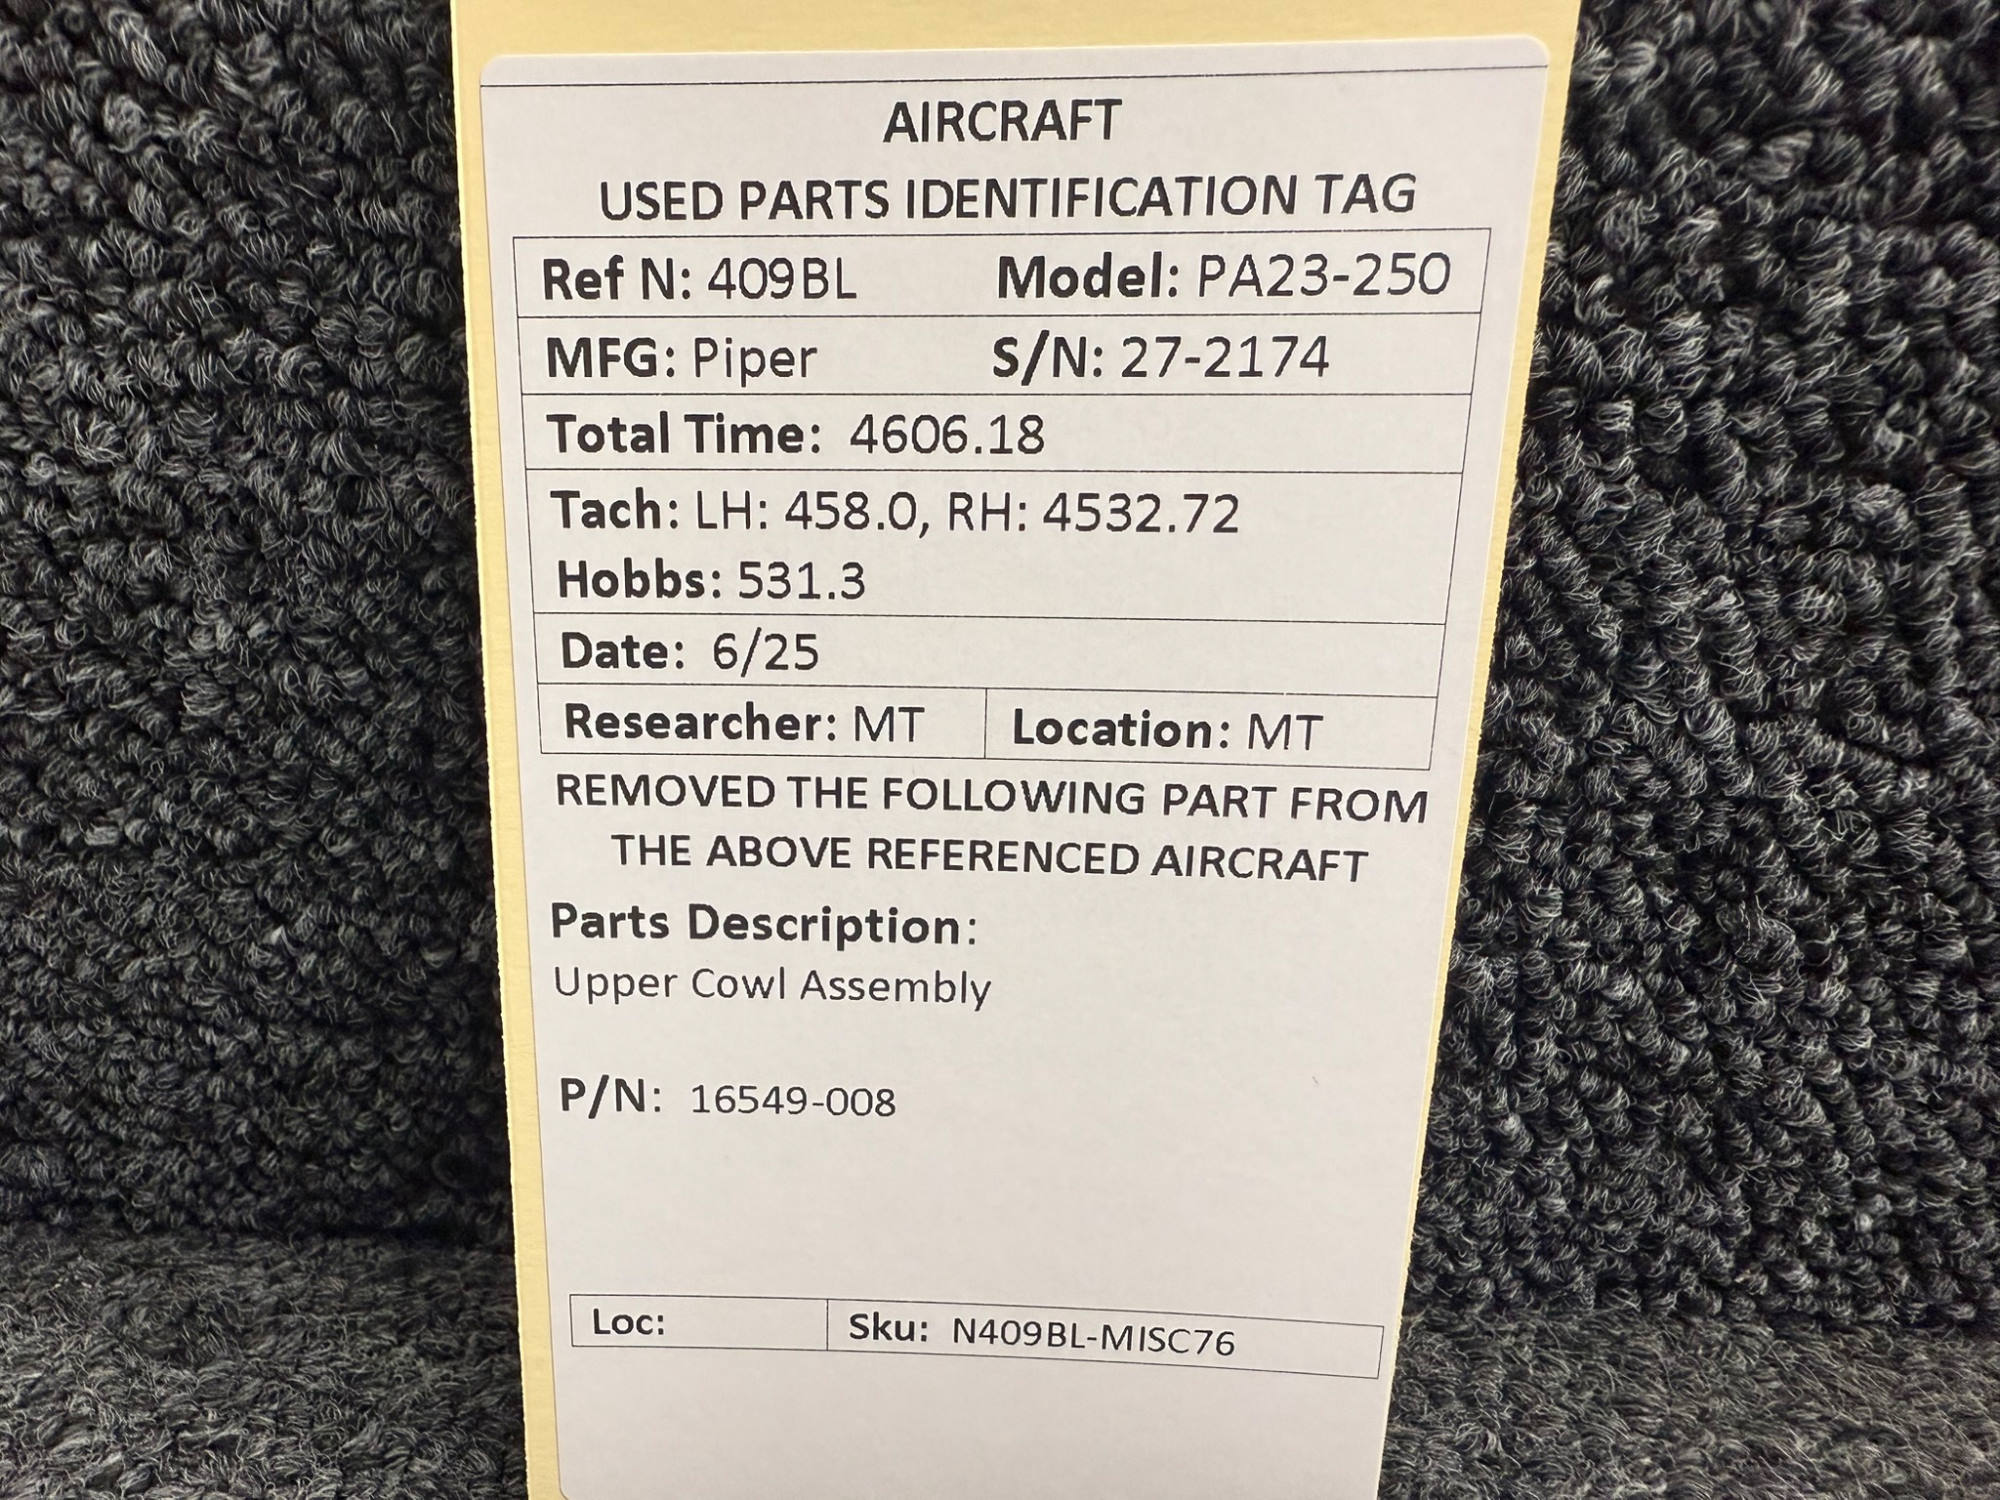 AIRCRAFT
USED PARTS IDENTIFICATION TAG
Ref N: 409BL Model: PA23-250
MFG: Piper S/N: 27-2174
Total Time: 4606.18
Tach: LH: 458.0, RH: 4532.72
Hobbs: 531.3
Date: 6/25
Researcher: MT Location: MT
REMOVED THE FOLLOWING PART FROM
THE ABOVE REFERENCED AIRCRAFT
Parts Description:
Upper Cowl Assembly
P/N: 16549-008
Loc: Sku: N409BL-MISC76